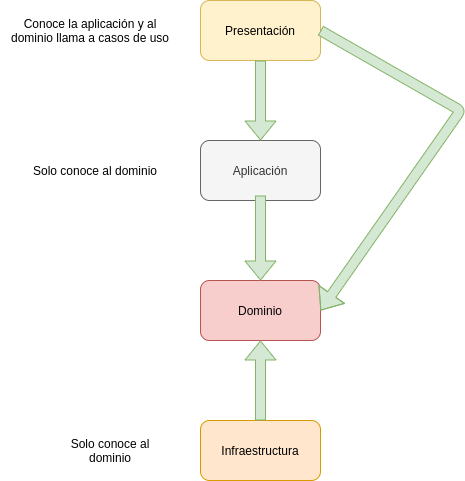 Conoce la aplicación y al
dominio llama a casos de uso
Presentación
Solo conoce al dominio
Aplicación
Dominio
Solo conoce al
dominio
Infraestructura